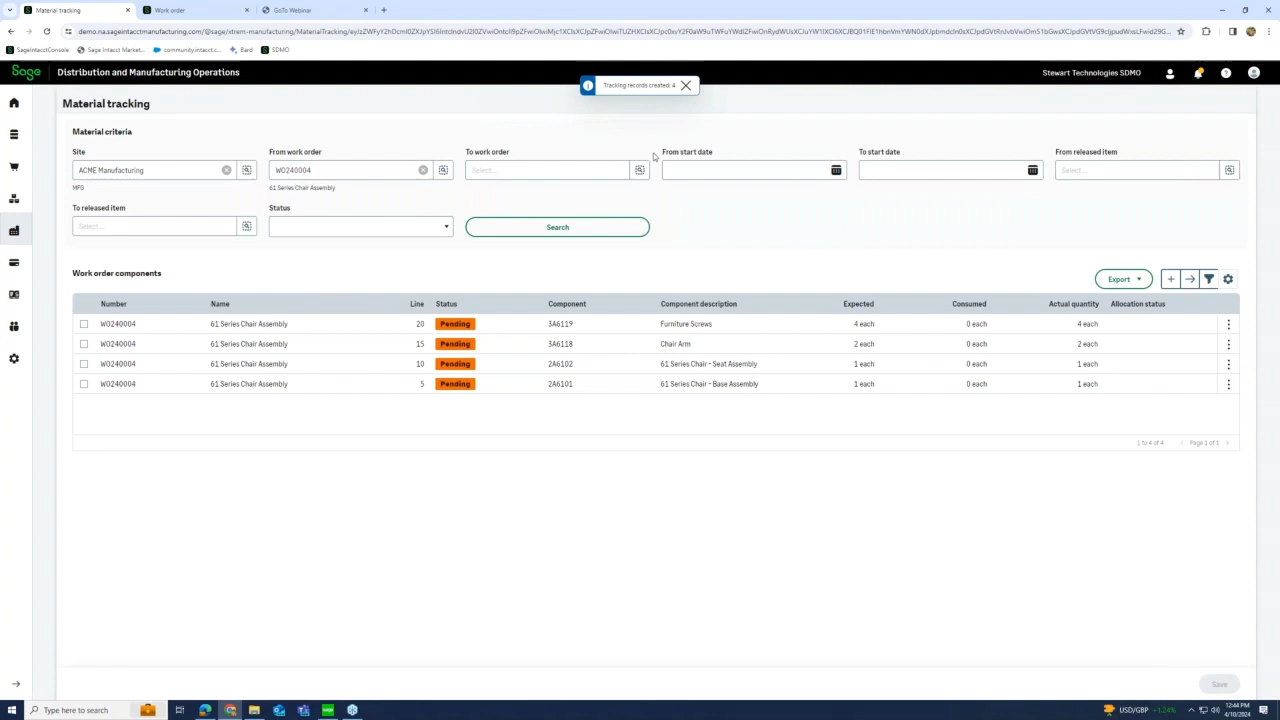 Material tracking
Work order
GoTo Webinar
SageIntacctConsole
Sage Intacct Market...
community.intacct.c...
Bard
SDMO
Sage
Distribution and Manufacturing Operations
Stewart Technologies SDMO
Tracking records created: 4
Material tracking
Material criteria
Site From work order To work order From start date To start date From released item
ACME Manufacturing WO240004 Select... Select...
MFG 61 Series Chair Assembly
To released item Status
Select... Search
Work order components
Export
Number Name Line Status Component Component description Expected Consumed Actual quantity Allocation status
WO240004 61 Series Chair Assembly 20 Pending 3A6119 Furniture Screws 4 each 0 each 4 each
WO240004 61 Series Chair Assembly 15 Pending 3A6118 Chair Arm 2 each 0 each 2 each
WO240004 61 Series Chair Assembly 10 Pending 2A6102 61 Series Chair - Seat Assembly 1 each 0 each 1 each
WO240004 61 Series Chair Assembly 5 Pending 2A6101 61 Series Chair - Base Assembly 1 each 0 each 1 each
1 to 4 of 4 Page 1 of 1
Save
Type here to search
USD/GBP +1.24%
12:44 PM
4/10/2024